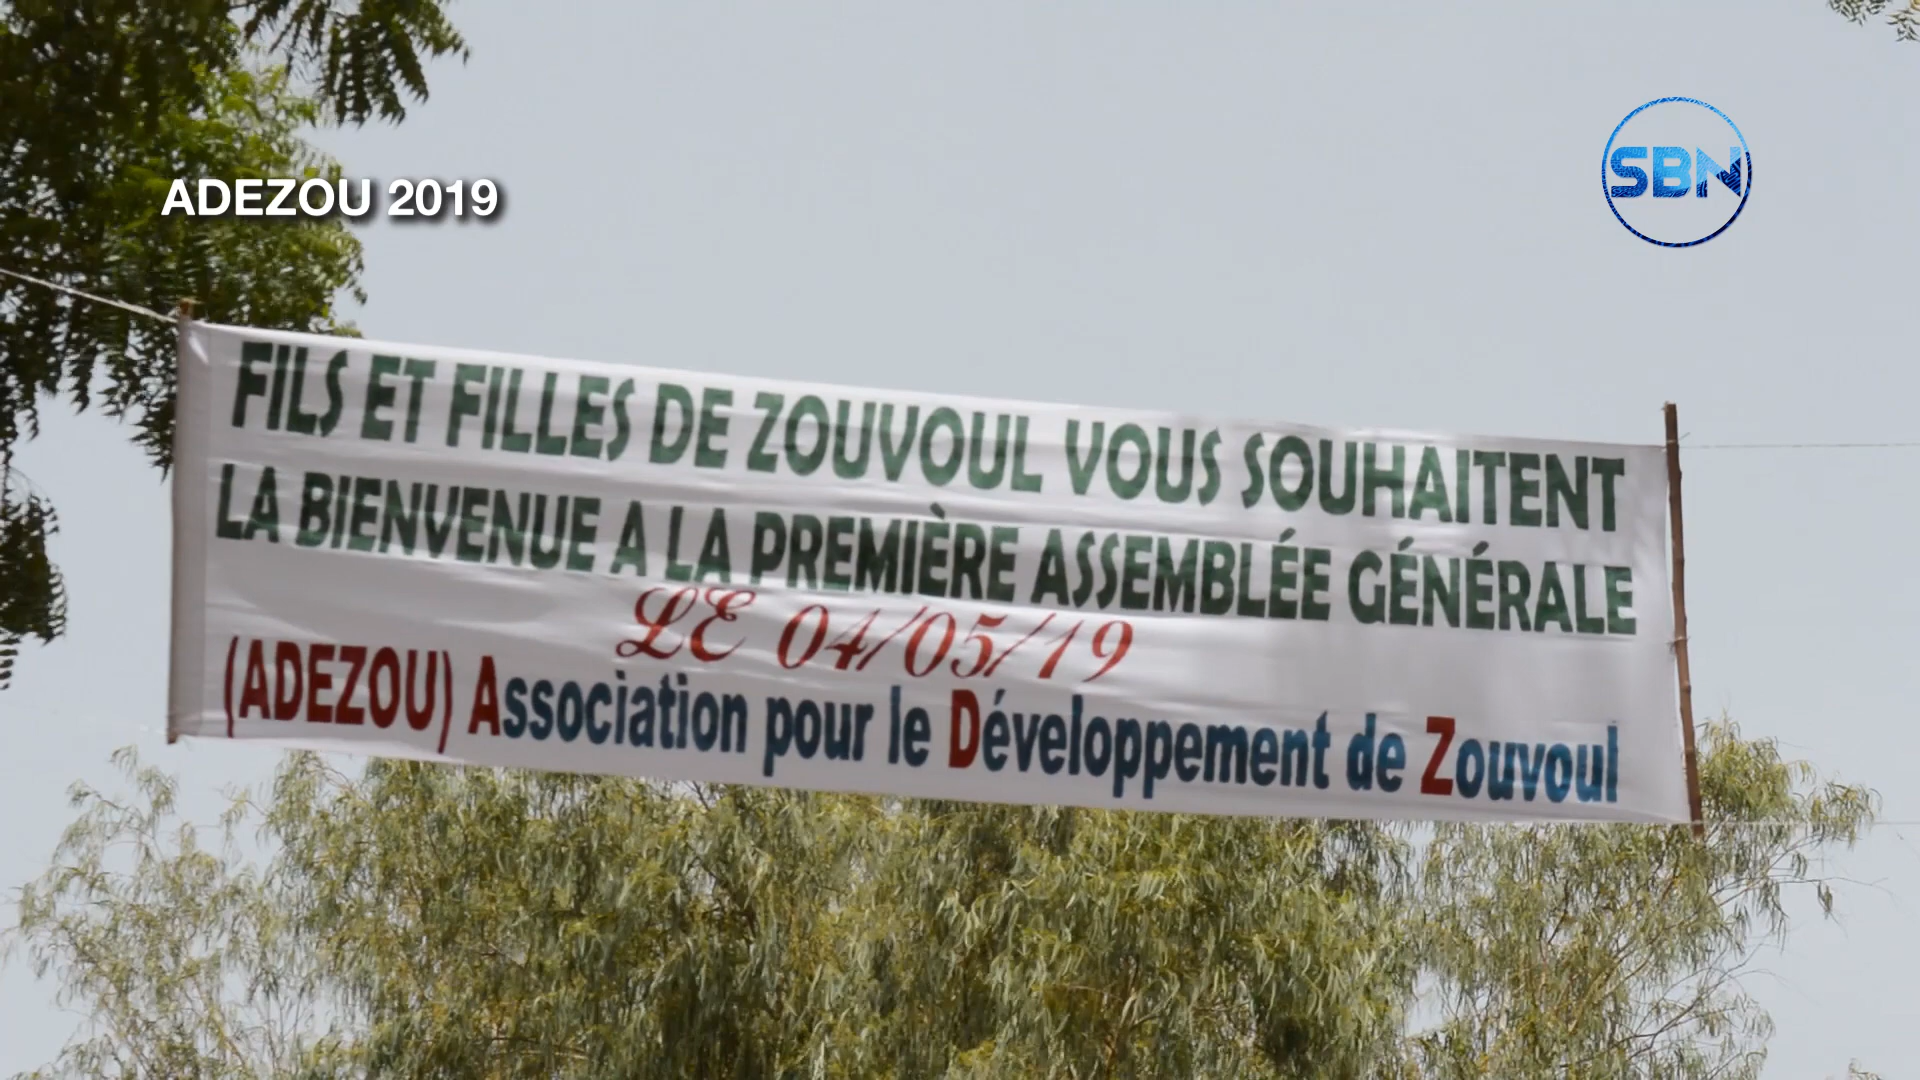 ADEZOU 2019
SBN
FILS ET FILLES DE ZOUVOUL VOUS SOUHAITENT
LA BIENVENUE A LA PREMIÈRE ASSEMBLÉE GÉNÉRALE
LE 04/05/19
(ADEZOU) Association pour le Développement de Zouvoul